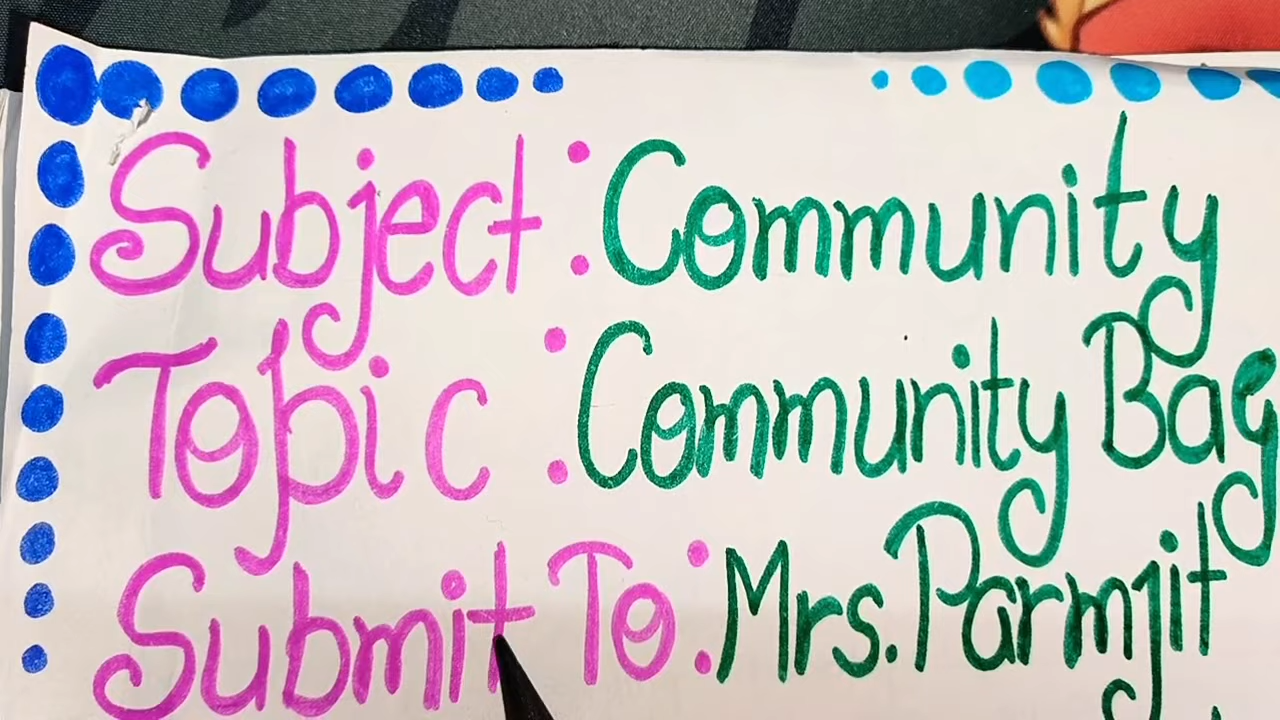 Subject : Community
Topic : Community Bag
Submit To : Mrs. Parmjit